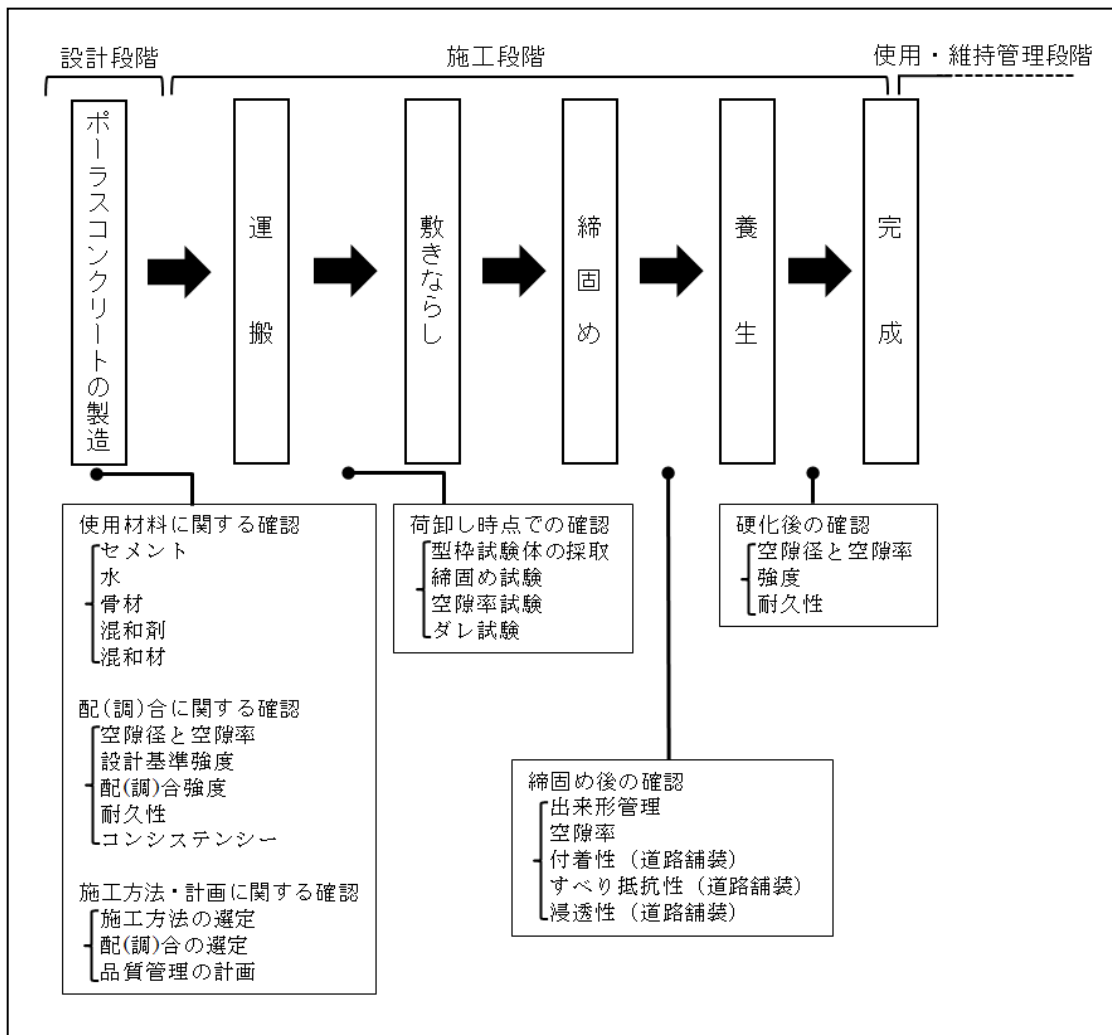 設計段階
施工段階
使用・維持管理段階
ポーラスコンクリートの製造
運搬
敷きならし
締固め
養生
完成
使用材料に関する確認
セメント
水
骨材
混和剤
混和材
配(調)合に関する確認
空隙径と空隙率
設計基準強度
配(調)合強度
耐久性
コンシステンシー
施工方法・計画に関する確認
施工方法の選定
配(調)合の選定
品質管理の計画
荷卸し時点での確認
型枠試験体の採取
締固め試験
空隙率試験
ダレ試験
締固め後の確認
出来形管理
空隙率
付着性（道路舗装）
すべり抵抗性（道路舗装）
浸透性（道路舗装）
硬化後の確認
空隙径と空隙率
強度
耐久性